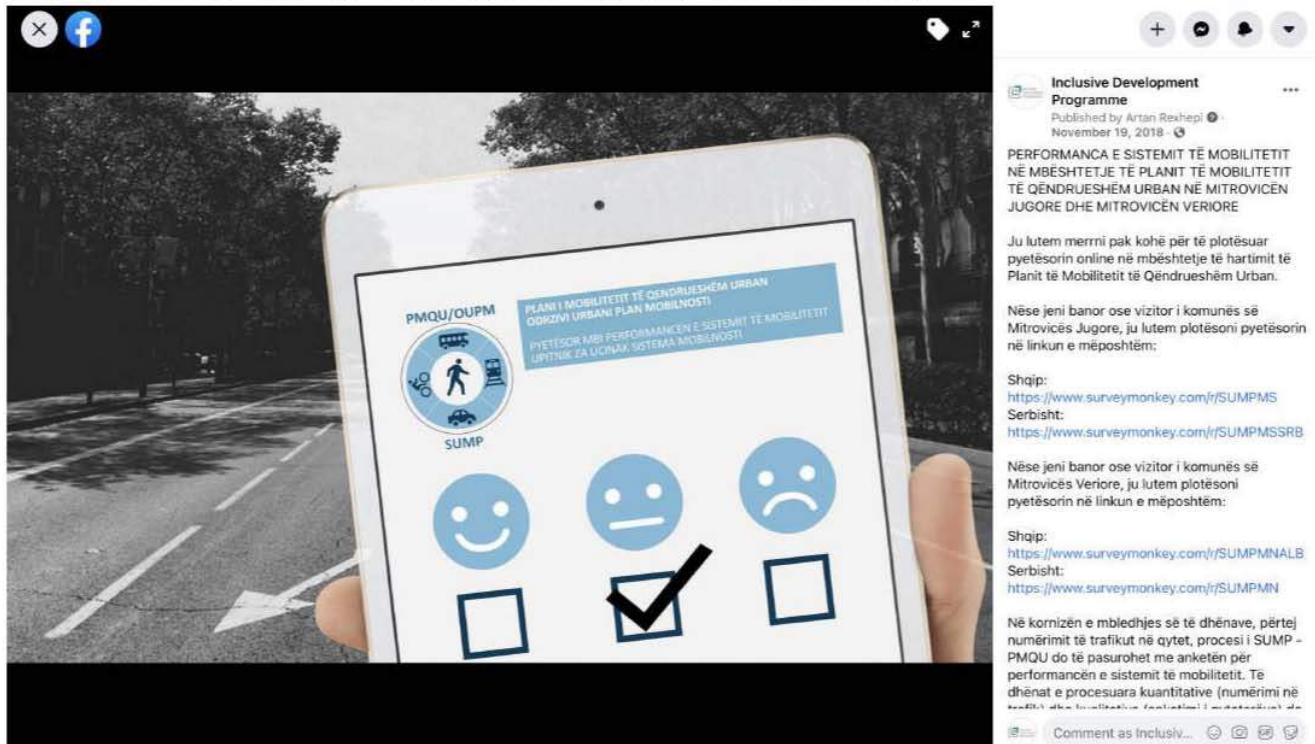 PMQU/OUPM
SUMP
PLANI I MOBILITETIT TË QENDRUESHËM URBAN
ODRZIVI URBANI PLAN MOBILNOSTI
PYETËSOR MBI PERFORMANCËN E SISTEMIT TË MOBILITETIT
UPITNIK ZA UCINAK SISTEMA MOBILNOSTI
Inclusive Development
Programme
Published by Artan Rexhepi
November 19, 2018
PERFORMANCA E SISTEMIT TË MOBILITETIT
NË MBËSHTETJE TË PLANIT TË MOBILITETIT
TË QËNDRUESHËM URBAN NË MITROVICËN
JUGORE DHE MITROVICËN VERIORE
Ju lutem merrni pak kohë për të plotësuar
pyetësorin online në mbështetje të hartimit të
Planit të Mobilitetit të Qëndrueshëm Urban.
Nëse jeni banor ose vizitor i komunës së
Mitrovicës Jugore, ju lutem plotësoni pyetësorin
në linkun e mëposhtëm:
Shqip:
https://www.surveymonkey.com/r/SUMPMS
Serbisht:
https://www.surveymonkey.com/r/SUMPMSSRB
Nëse jeni banor ose vizitor i komunës së
Mitrovicës Veriore, ju lutem plotësoni
pyetësorin në linkun e mëposhtëm:
Shqip:
https://www.surveymonkey.com/r/SUMPMNALB
Serbisht:
https://www.surveymonkey.com/r/SUMPMN
Në kornizën e mbledhjes së të dhënave, përtej
numërimit të trafikut në qytet, procesi i SUMP -
PMQU do të pasurohet me anketën për
performancën e sistemit të mobilitetit. Të
dhënat e procesuara kuantitative (numërimi në
Comment as Inclusiv...